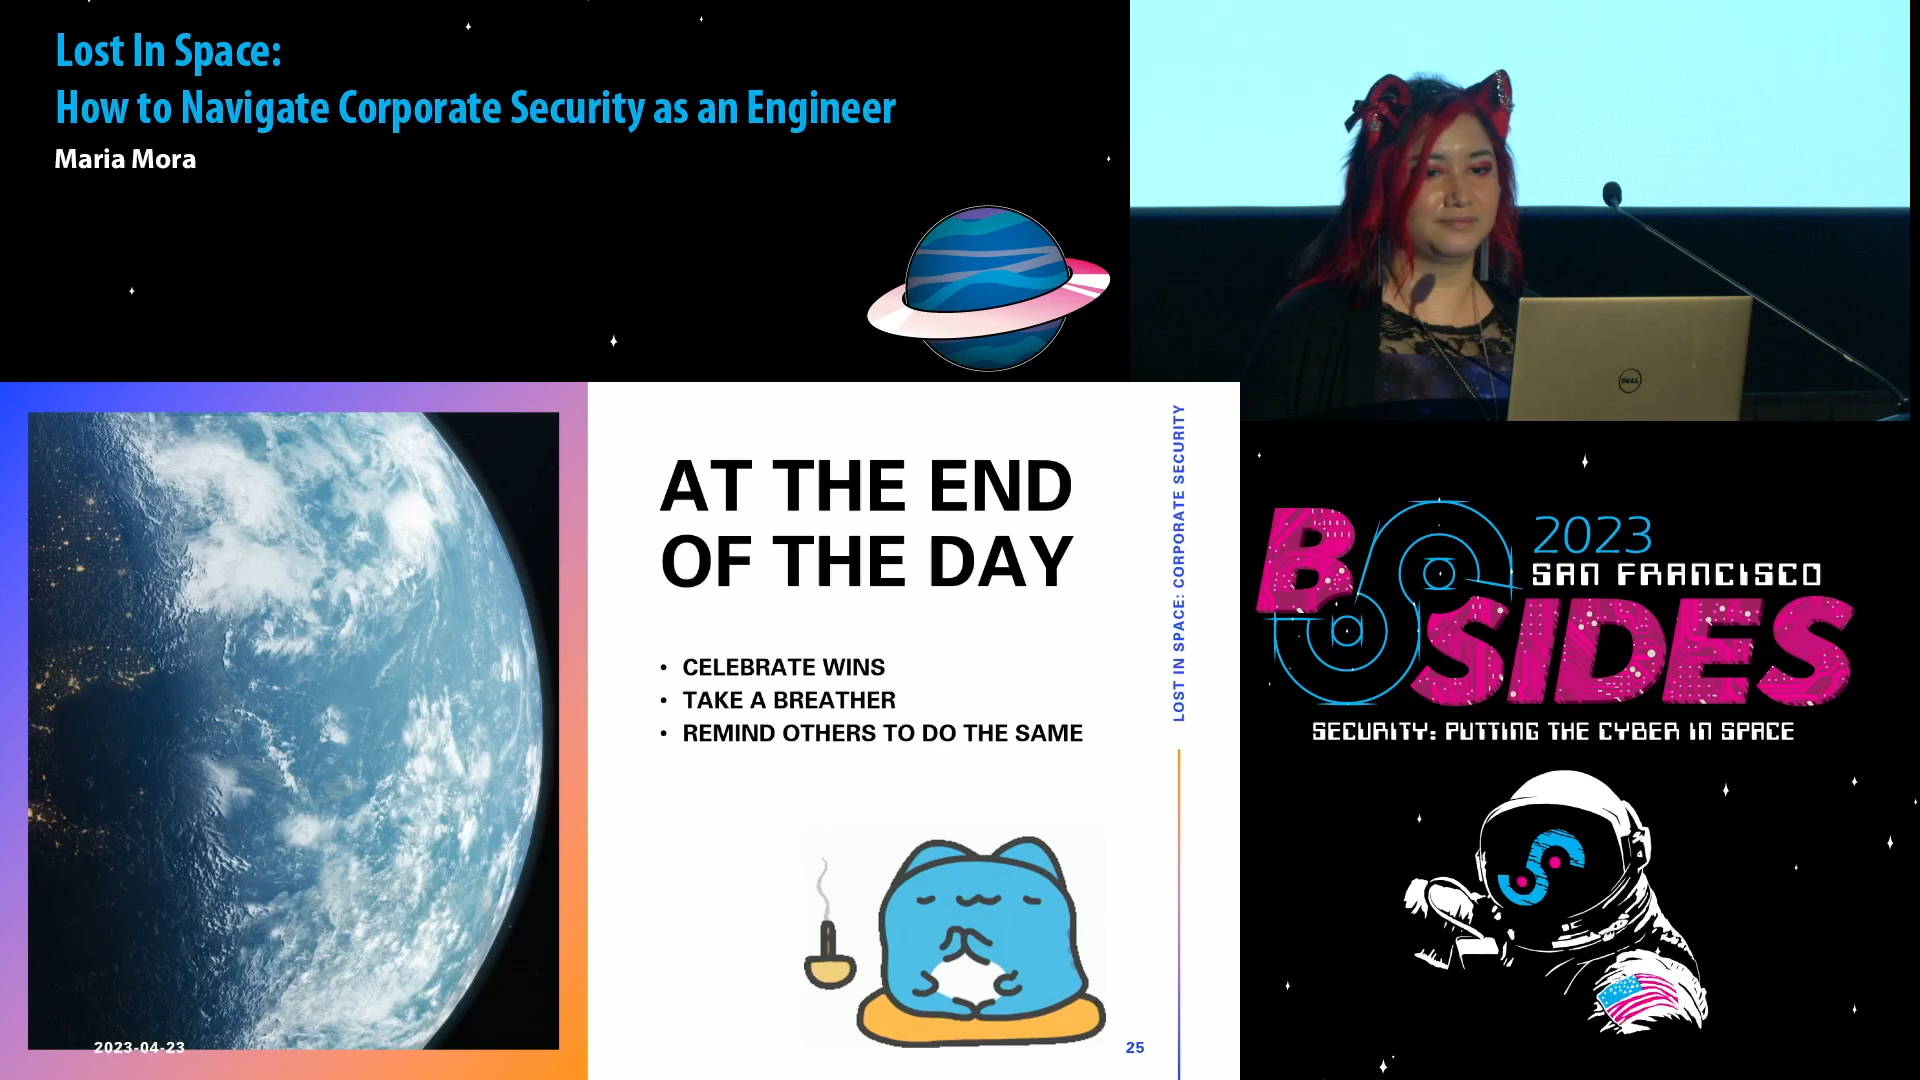 Lost In Space:
How to Navigate Corporate Security as an Engineer
Maria Mora
DELL
AT THE END
OF THE DAY
• CELEBRATE WINS
• TAKE A BREATHER
• REMIND OTHERS TO DO THE SAME
LOST IN SPACE: CORPORATE SECURITY
2023-04-23
25
2023
SAN FRANCISCO
BSIDES
SECURITY: PUTTING THE CYBER IN SPACE